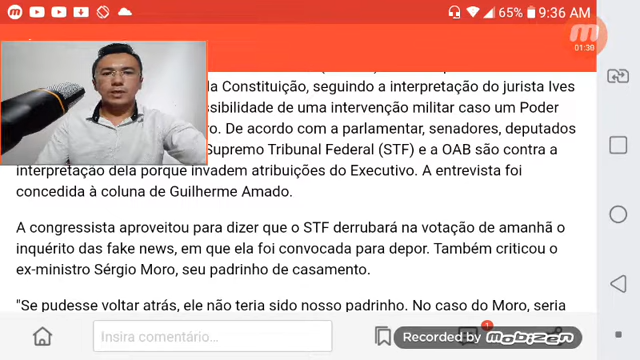 65% 9:36 AM
01:38
la Constituição, seguindo a interpretação do jurista Ives
ssibilidade de uma intervenção militar caso um Poder
ro. De acordo com a parlamentar, senadores, deputados
Supremo Tribunal Federal (STF) e a OAB são contra a
interpretação dela porque invadem atribuições do Executivo. A entrevista foi
concedida à coluna de Guilherme Amado.
A congressista aproveitou para dizer que o STF derrubará na votação de amanhã o
inquérito das fake news, em que ela foi convocada para depor. Também criticou o
ex-ministro Sérgio Moro, seu padrinho de casamento.
"Se pudesse voltar atrás, ele não teria sido nosso padrinho. No caso do Moro, seria
Insira comentário...
1
Recorded by mobizen